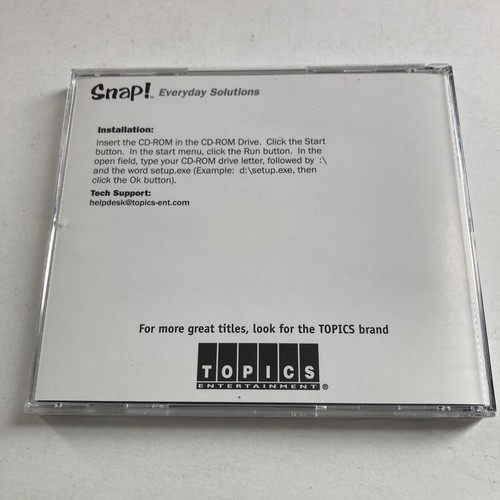 Snap!™ Everyday Solutions
Installation:
Insert the CD-ROM in the CD-ROM Drive. Click the Start
button. In the start menu, click the Run button. In the
open field, type your CD-ROM drive letter, followed by :\
and the word setup.exe (Example: d:\setup.exe, then
click the Ok button).
Tech Support:
helpdesk@topics-ent.com
For more great titles, look for the TOPICS brand
TOPICS
ENTERTAINMENT®